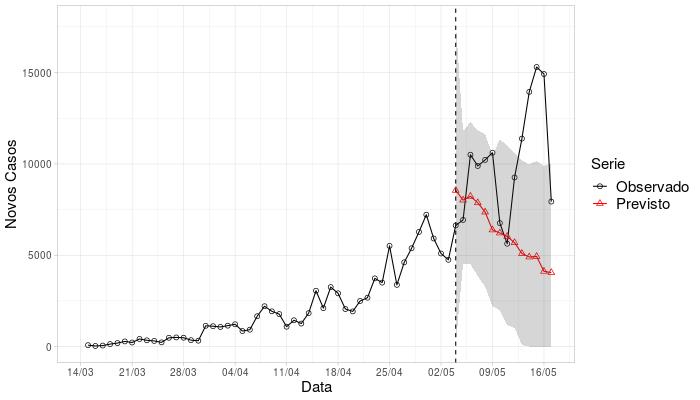 15000
10000
5000
0
Novos Casos
14/03
21/03
28/03
04/04
11/04
18/04
25/04
02/05
09/05
16/05
Data
Serie
Observado
Previsto